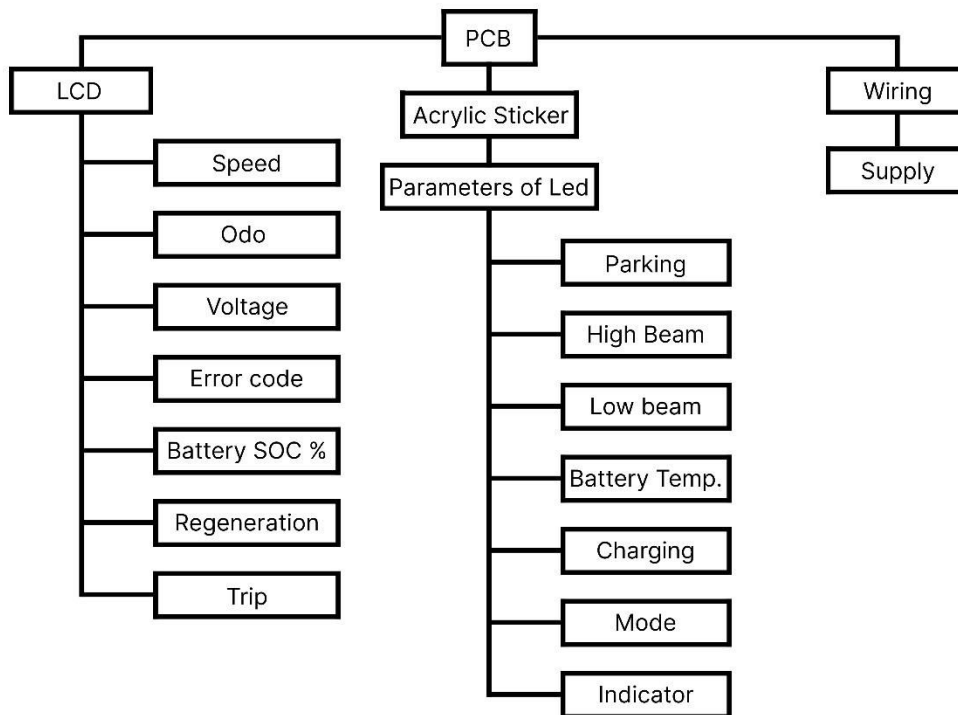 PCB
LCD
Speed
Odo
Voltage
Error code
Battery SOC %
Regeneration
Trip
Acrylic Sticker
Parameters of Led
Parking
High Beam
Low beam
Battery Temp.
Charging
Mode
Indicator
Wiring
Supply